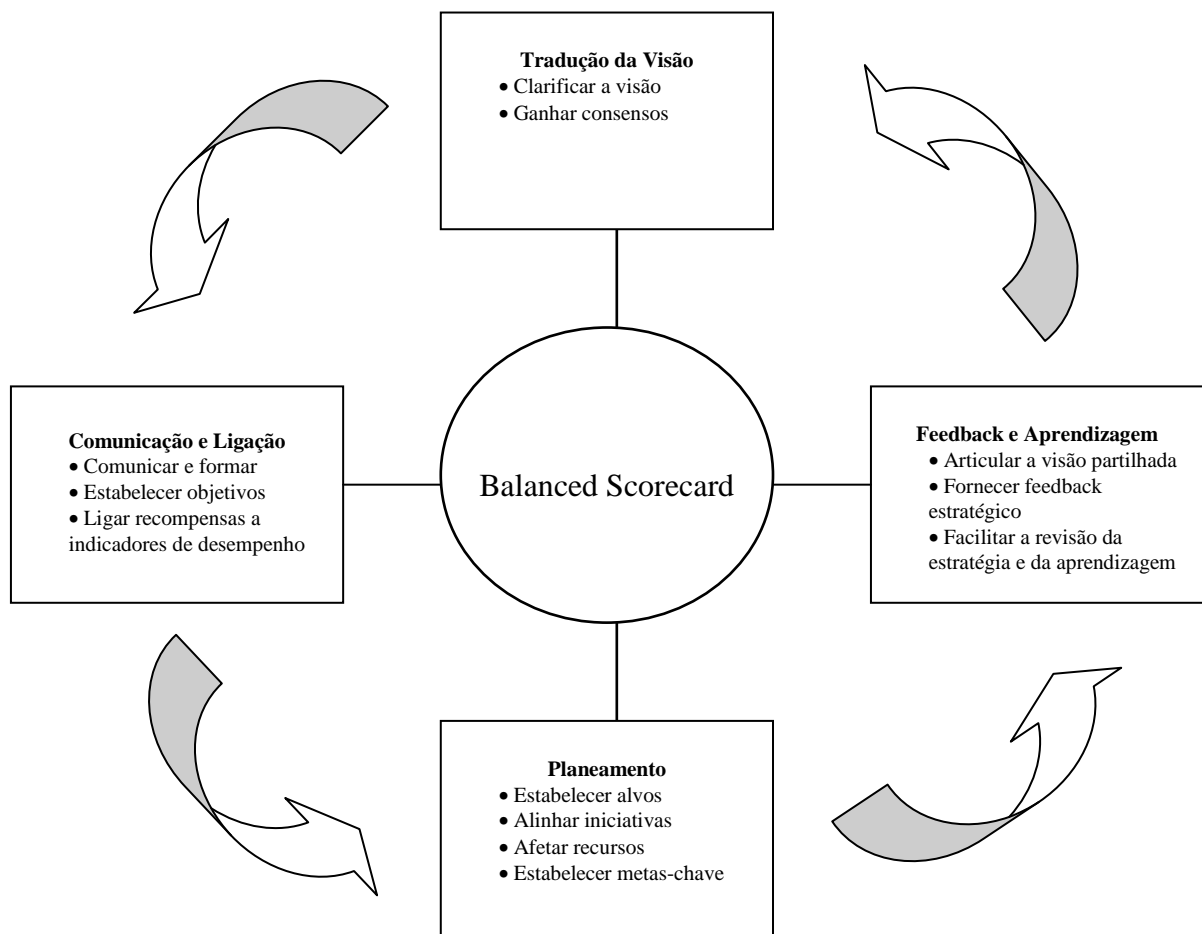 Tradução da Visão
• Clarificar a visão
• Ganhar consensos
Comunicação e Ligação
• Comunicar e formar
• Estabelecer objetivos
• Ligar recompensas a
indicadores de desempenho
Balanced Scorecard
Feedback e Aprendizagem
• Articular a visão partilhada
• Fornecer feedback
estratégico
• Facilitar a revisão da
estratégia e da aprendizagem
Planeamento
• Estabelecer alvos
• Alinhar iniciativas
• Afetar recursos
• Estabelecer metas-chave